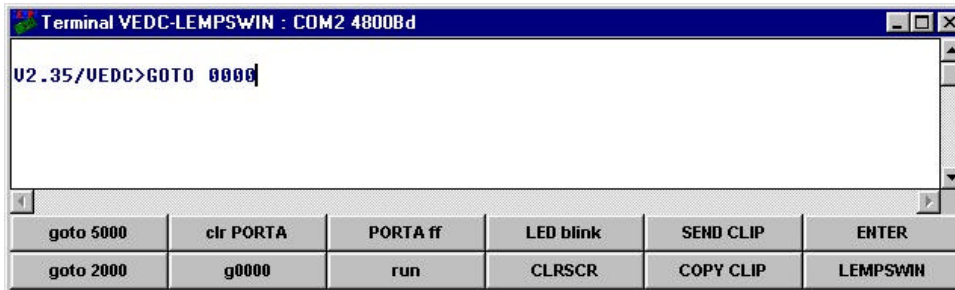 Terminal VEDC-LEMPSWIN : COM2 4800Bd
V2.35/VEDC>GOTO 0000
goto 5000 clr PORTA PORTA ff LED blink SEND CLIP ENTER
goto 2000 g0000 run CLRSCR COPY CLIP LEMPSWIN